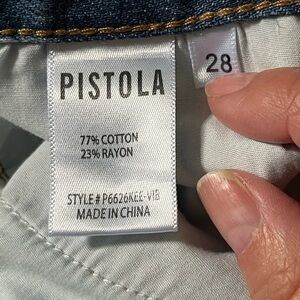 PISTOLA
28
77% COTTON
23% RAYON
STYLE# P6626KEE-VIB
MADE IN CHINA